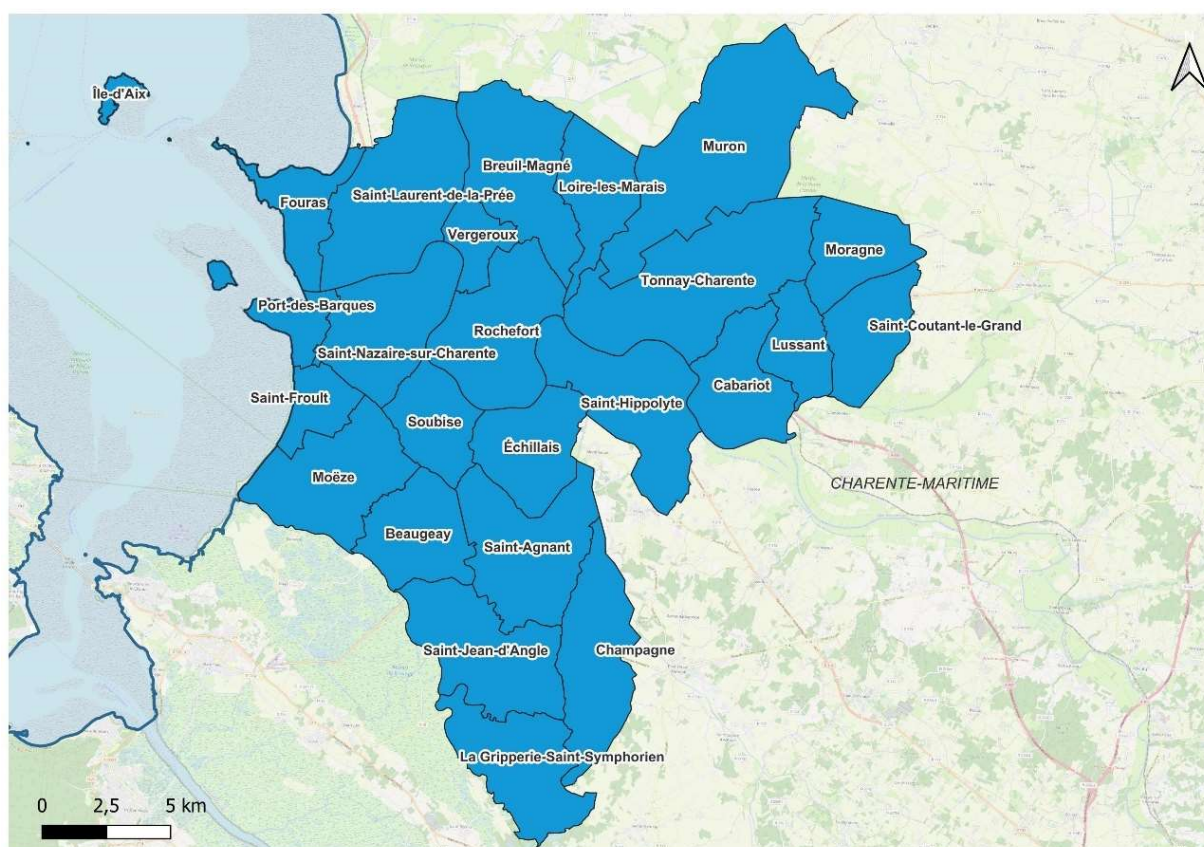 Île-d'Aix
Muron
Breuil-Magné
Loire-les-Marais
Saint-Laurent-de-la-Prée
Fouras
Vergeroux
Moragne
Tonnay-Charente
Port-des-Barques
Saint-Coutant-le-Grand
Rochefort
Lussant
Saint-Nazaire-sur-Charente
Cabariot
Saint-Froult
Saint-Hippolyte
Soubise
Échillais
Moëze
CHARENTE-MARITIME
Beaugeay
Saint-Agnant
Saint-Jean-d'Angle
Champagne
La Gripperie-Saint-Symphorien
0 2,5 5 km